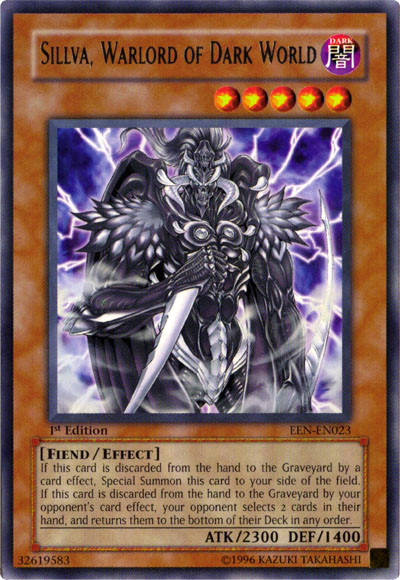 Sillva, Warlord of Dark World
DARK
闇
1st Edition
EEN-EN023
[Fiend / Effect]
If this card is discarded from the hand to the Graveyard by a
card effect, Special Summon this card to your side of the field.
If this card is discarded from the hand to the Graveyard by your
opponent's card effect, your opponent selects 2 cards in their
hand, and returns them to the bottom of their Deck in any order.
ATK/2300 DEF/1400
32619583
©1996 KAZUKI TAKAHASHI